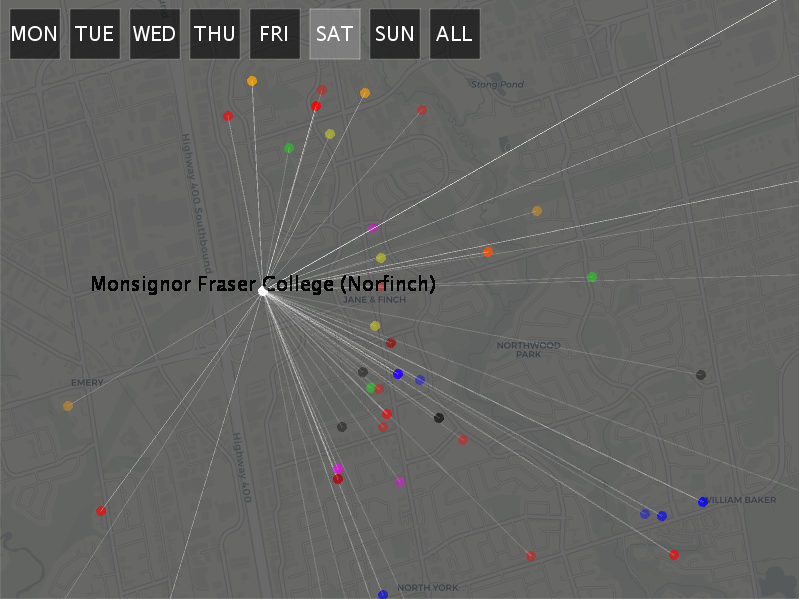 MON TUE WED THU FRI SAT SUN ALL
Stong Pond
Highway 400 Southbound
Monsignor Fraser College (Norfinch)
JANE & FINCH
NORTHWOOD
PARK
EMERY
Highway 400
WILLIAM BAKER
NORTH YORK